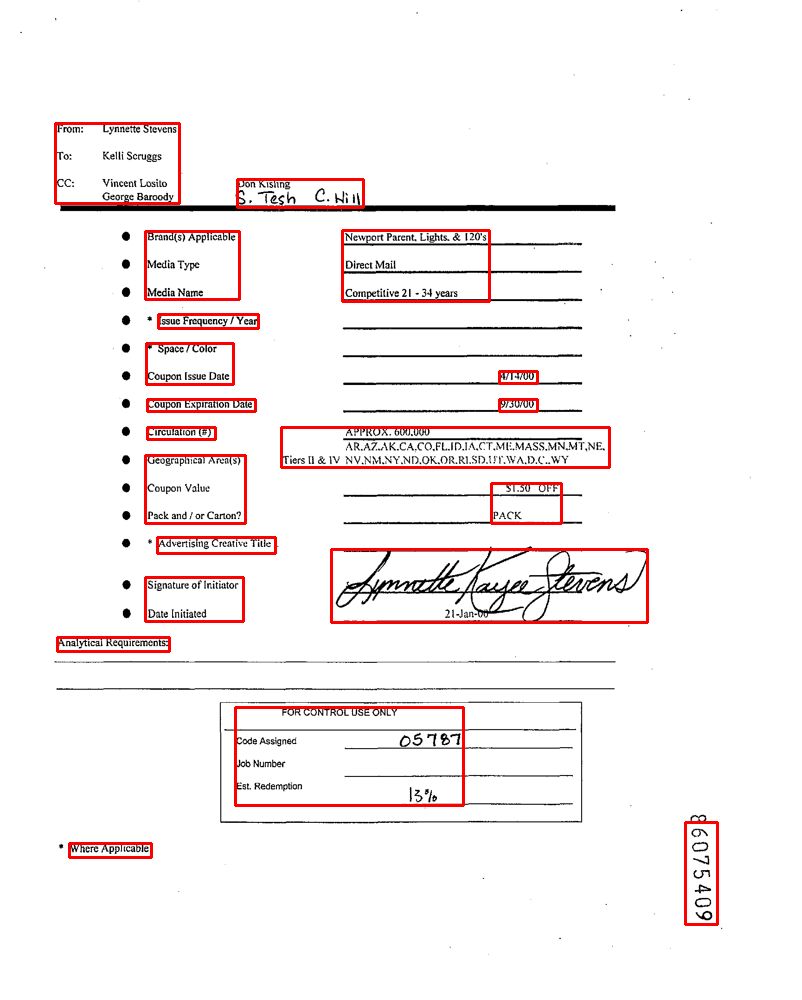 From: Lynnette Stevens
To: Kelli Scruggs
CC: Vincent Losito Don Kisling
George Baroody S. Tesh C. Hill
● Brand(s) Applicable Newport Parent, Lights, & 120's
● Media Type Direct Mail
● Media Name Competitive 21 - 34 years
● * Issue Frequency / Year
● * Space / Color
● Coupon Issue Date 4/14/00
● Coupon Expiration Date 9/30/00
● Circulation (#) APPROX. 600,000
AR,AZ,AK,CA,CO,FL,ID,IA,CT,ME,MASS,MN,MT,NE,
● Geographical Area(s) Tiers II & IV NV,NM,NY,ND,OK,OR,RI,SD,UT,WA,D.C.,WY
● Coupon Value $1.50 OFF
● Pack and / or Carton? PACK
● * Advertising Creative Title
● Signature of Initiator Lynnette Kayee Stevens
● Date Initiated 21-Jan-00
Analytical Requirements:
FOR CONTROL USE ONLY
Code Assigned 05787
Job Number
Est. Redemption 13%
* Where Applicable
86075409